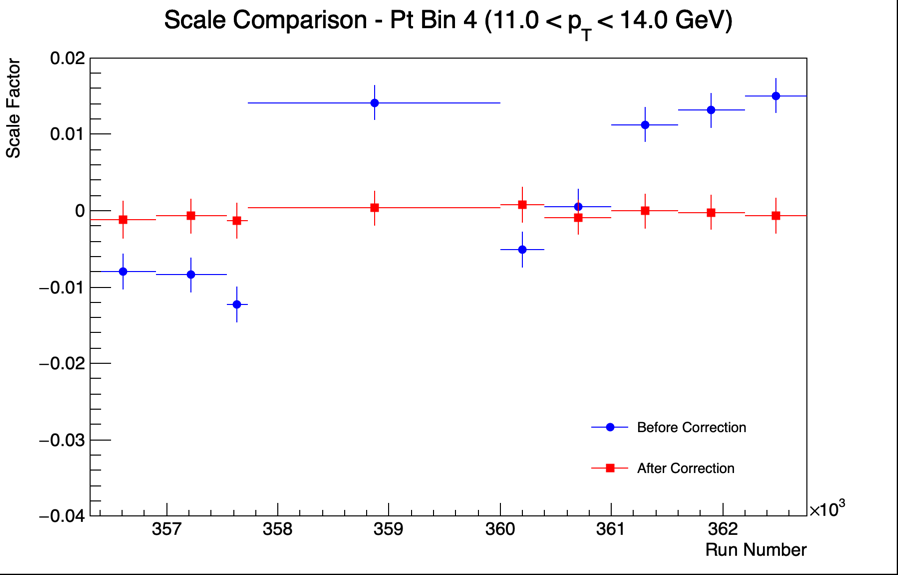 Scale Comparison - Pt Bin 4 (11.0 < p_T < 14.0 GeV)
Scale Factor
0.02
0.01
0
−0.01
−0.02
−0.03
−0.04
Before Correction
After Correction
357 358 359 360 361 362 ×10³
Run Number